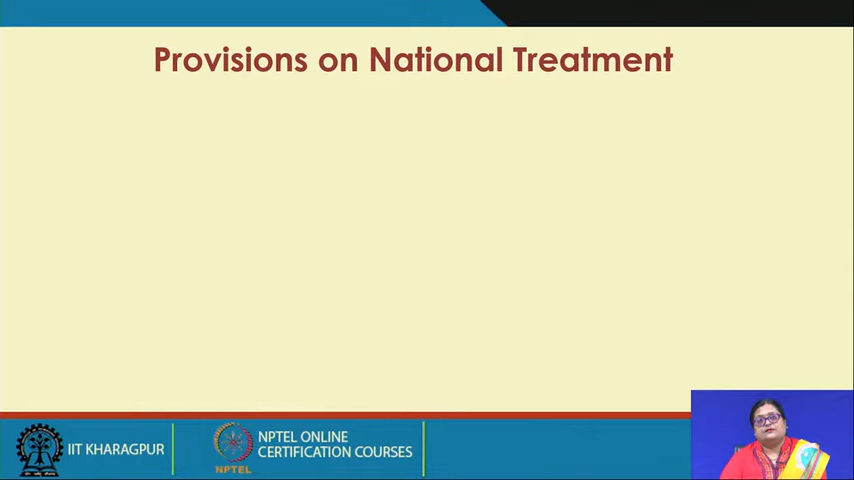 Provisions on National Treatment
IIT KHARAGPUR
NPTEL ONLINE
CERTIFICATION COURSES
NPTEL